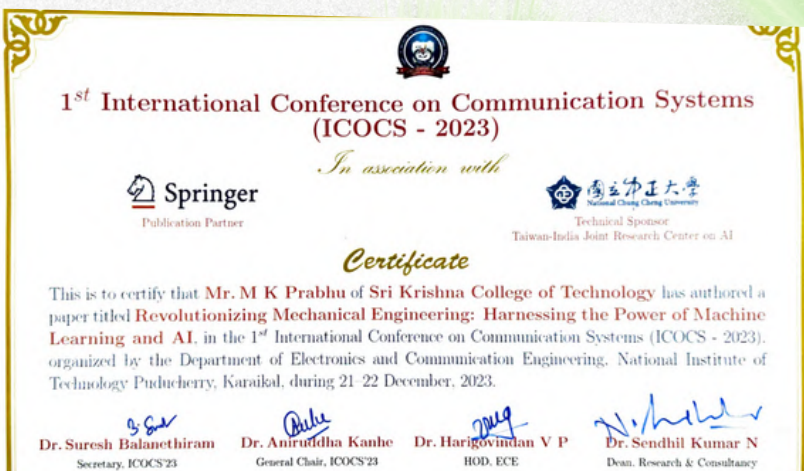 1st International Conference on Communication Systems
(ICOCS - 2023)
In association with
Springer
Publication Partner
國立中正大學
National Chung Cheng University
Technical Sponsor
Taiwan-India Joint Research Center on AI
Certificate
This is to certify that Mr. M K Prabhu of Sri Krishna College of Technology has authored a
paper titled Revolutionizing Mechanical Engineering: Harnessing the Power of Machine
Learning and AI, in the 1st International Conference on Communication Systems (ICOCS - 2023),
organized by the Department of Electronics and Communication Engineering, National Institute of
Technology Puducherry, Karaikal, during 21–22 December, 2023.
Dr. Suresh Balanethiram
Secretary, ICOCS'23
Dr. Aniruddha Kanhe
General Chair, ICOCS'23
Dr. Harigovindan V P
HOD, ECE
Dr. Sendhil Kumar N
Dean, Research & Consultancy